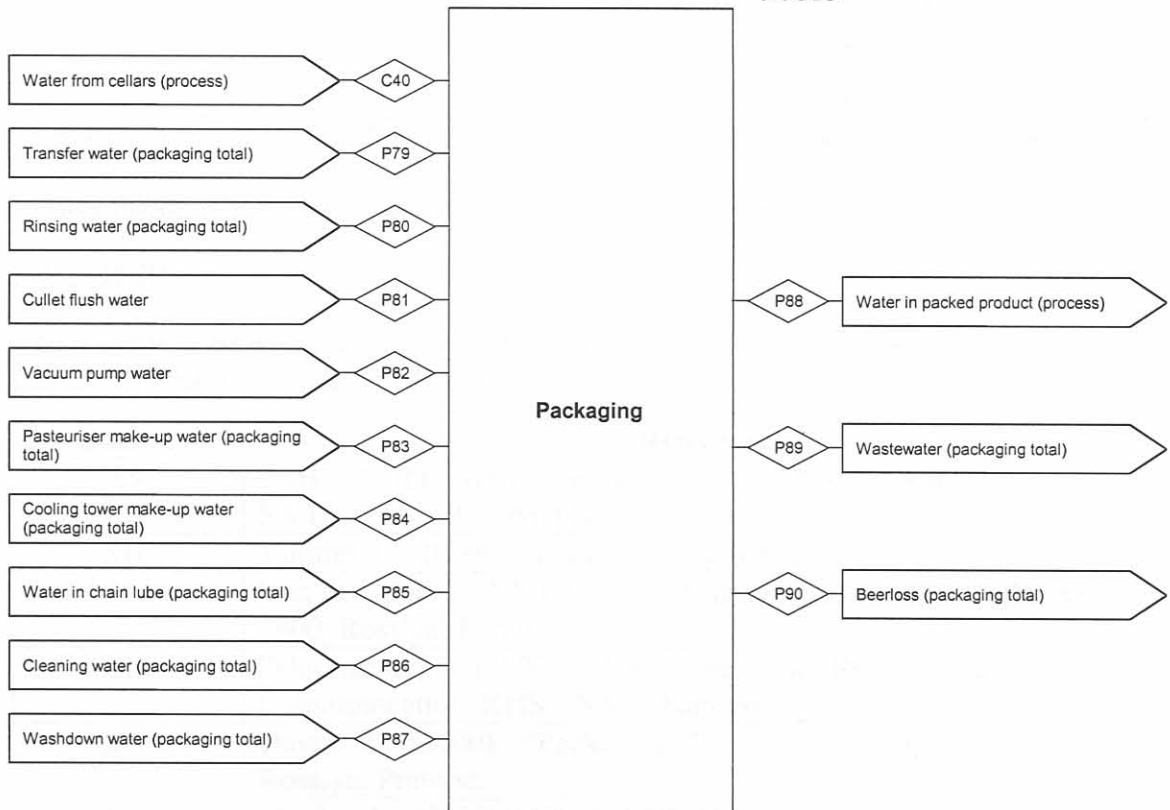 Water from cellars (process)
C40
Transfer water (packaging total)
P79
Rinsing water (packaging total)
P80
Cullet flush water
P81
P88
Water in packed product (process)
Vacuum pump water
P82
Packaging
Pasteuriser make-up water (packaging
total)
P83
P89
Wastewater (packaging total)
Cooling tower make-up water
(packaging total)
P84
Water in chain lube (packaging total)
P85
P90
Beerloss (packaging total)
Cleaning water (packaging total)
P86
Washdown water (packaging total)
P87